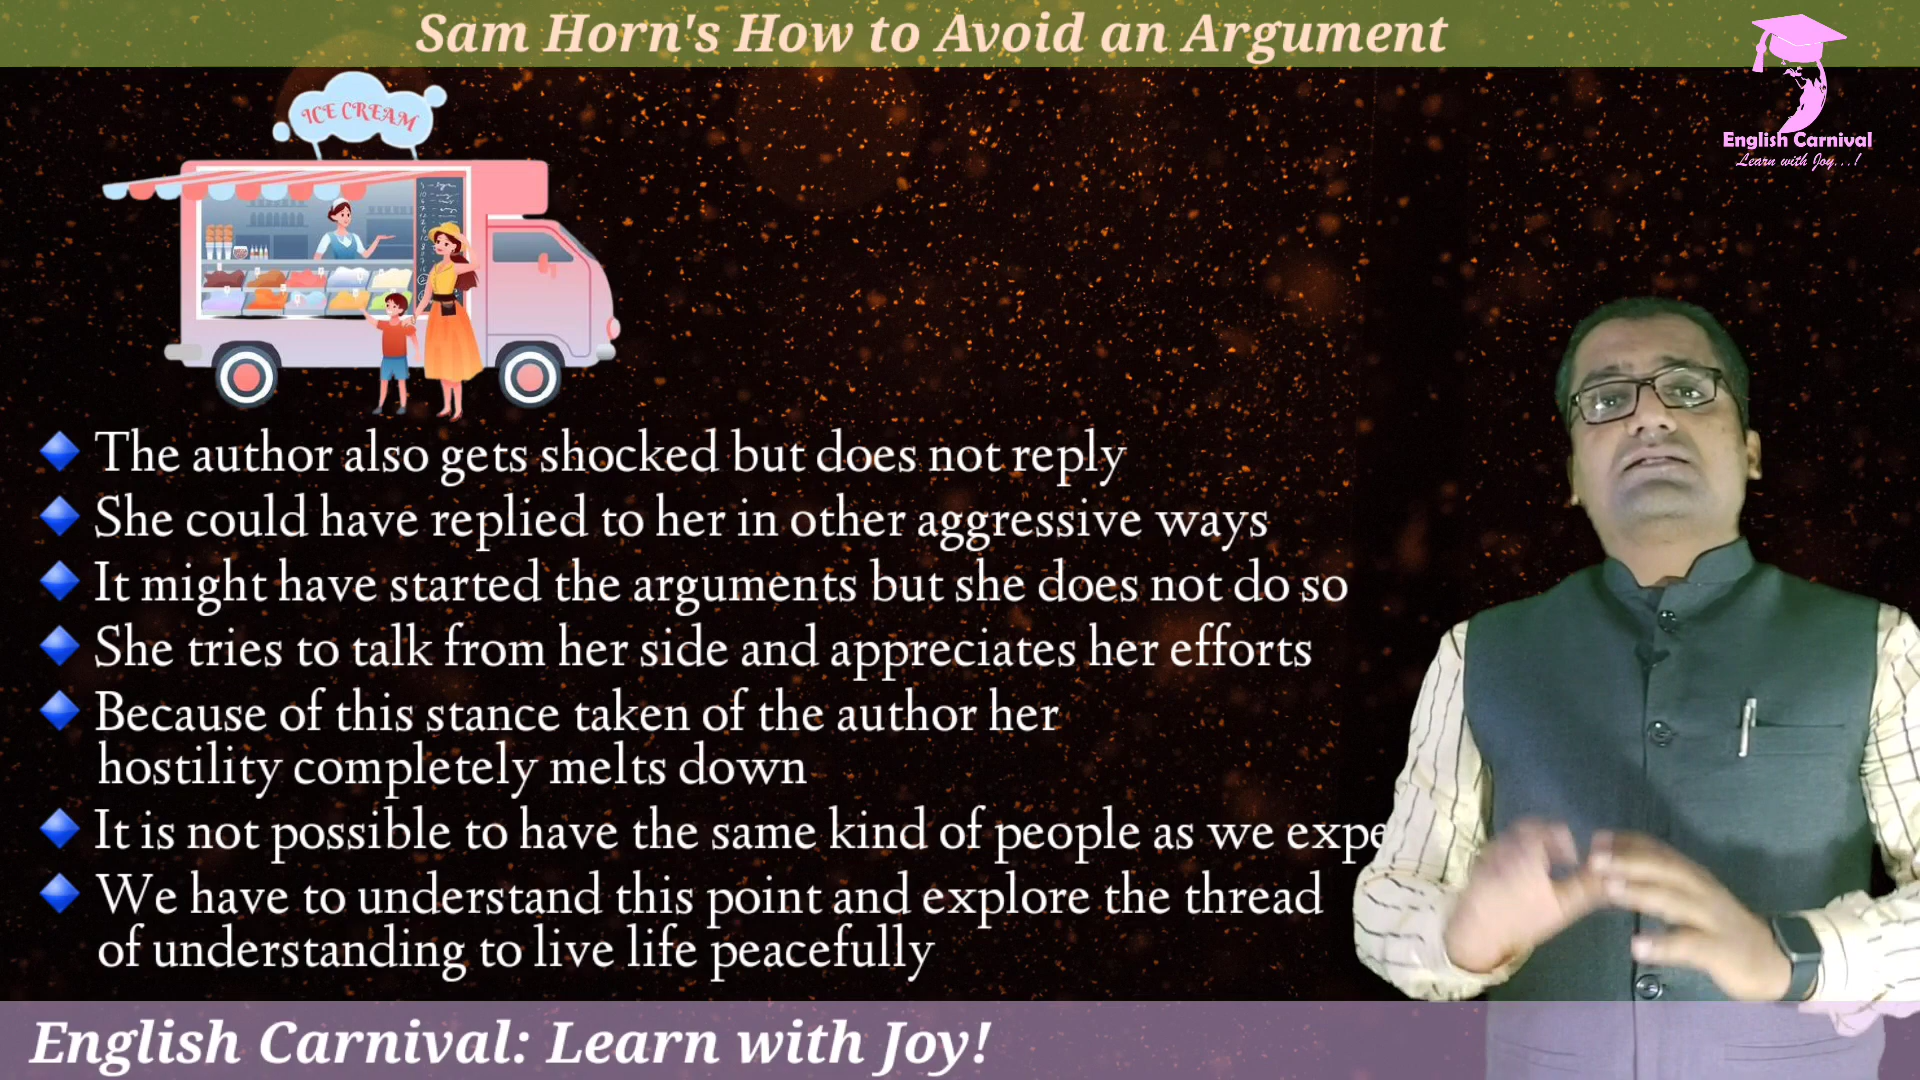 Sam Horn's How to Avoid an Argument
English Carnival
Learn with Joy...!
ICE CREAM
The author also gets shocked but does not reply
She could have replied to her in other aggressive ways
It might have started the arguments but she does not do so
She tries to talk from her side and appreciates her efforts
Because of this stance taken of the author her
hostility completely melts down
It is not possible to have the same kind of people as we expe
We have to understand this point and explore the thread
of understanding to live life peacefully
English Carnival: Learn with Joy!